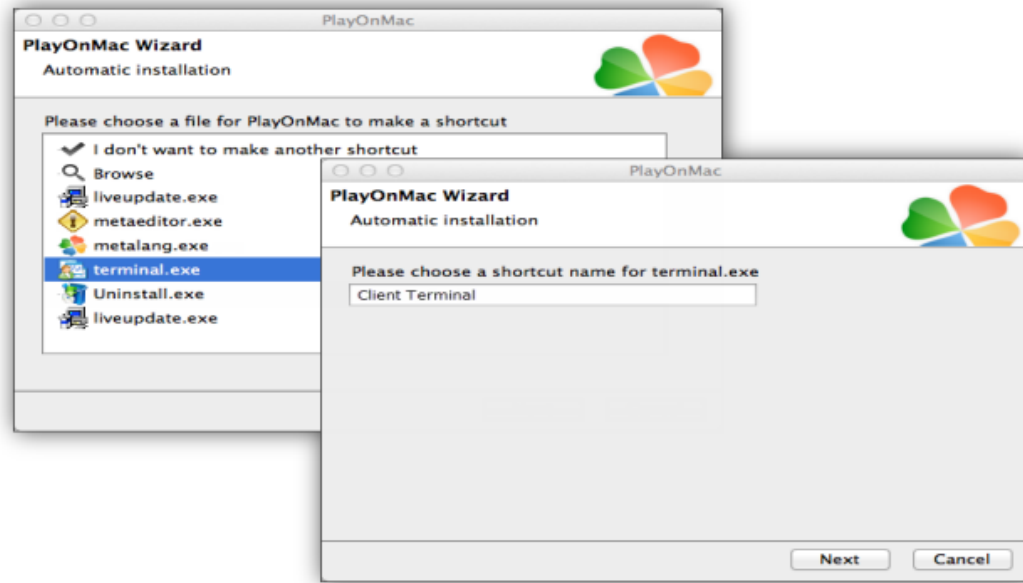 PlayOnMac
PlayOnMac Wizard
Automatic installation
Please choose a file for PlayOnMac to make a shortcut
I don't want to make another shortcut
Browse
liveupdate.exe
metaeditor.exe
metalang.exe
terminal.exe
Uninstall.exe
liveupdate.exe
PlayOnMac
PlayOnMac Wizard
Automatic installation
Please choose a shortcut name for terminal.exe
Client Terminal
Next
Cancel